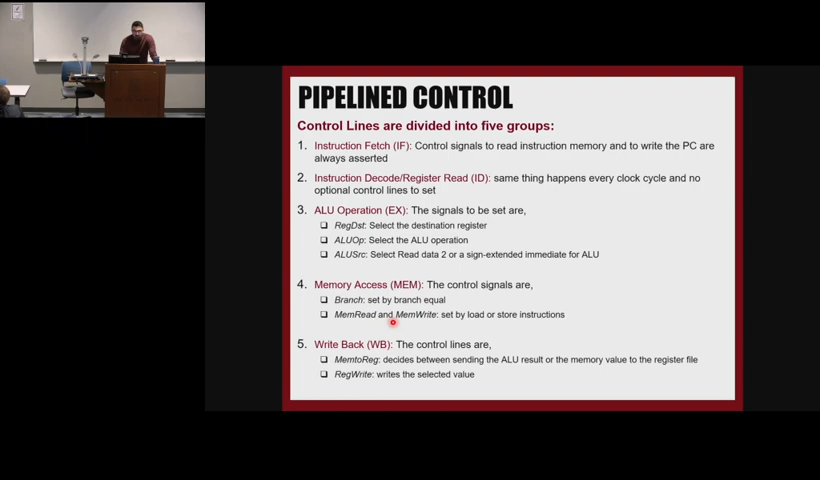 PIPELINED CONTROL
Control Lines are divided into five groups:
1. Instruction Fetch (IF): Control signals to read instruction memory and to write the PC are
always asserted
2. Instruction Decode/Register Read (ID): same thing happens every clock cycle and no
optional control lines to set
3. ALU Operation (EX): The signals to be set are,
❑ RegDst: Select the destination register
❑ ALUOp: Select the ALU operation
❑ ALUSrc: Select Read data 2 or a sign-extended immediate for ALU
4. Memory Access (MEM): The control signals are,
❑ Branch: set by branch equal
❑ MemRead and MemWrite: set by load or store instructions
5. Write Back (WB): The control lines are,
❑ MemtoReg: decides between sending the ALU result or the memory value to the register file
❑ RegWrite: writes the selected value